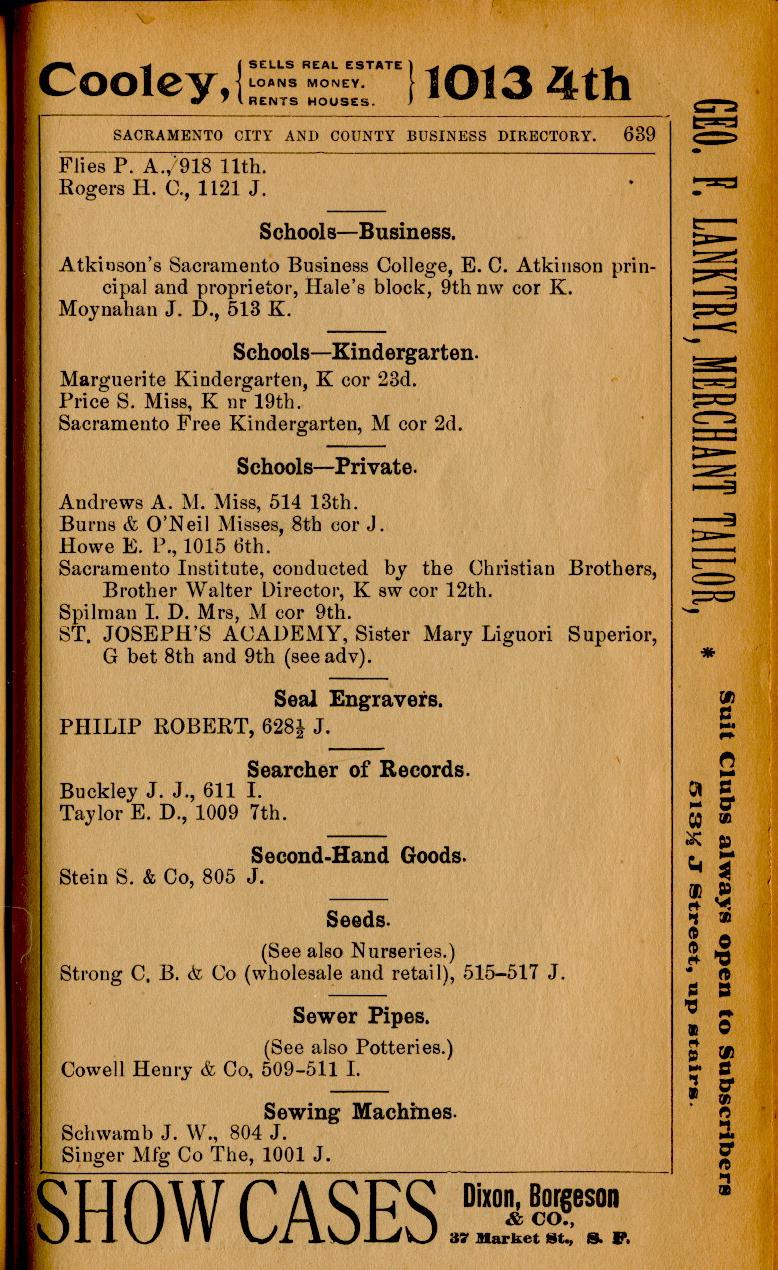 Cooley, { SELLS REAL ESTATE LOANS MONEY. RENTS HOUSES. } 1013 4th
SACRAMENTO CITY AND COUNTY BUSINESS DIRECTORY. 639
Flies P. A., 918 11th.
Rogers H. C., 1121 J.
Schools—Business.
Atkinson's Sacramento Business College, E. C. Atkinson prin-
cipal and proprietor, Hale's block, 9th nw cor K.
Moynahan J. D., 513 K.
Schools—Kindergarten.
Marguerite Kindergarten, K cor 23d.
Price S. Miss, K nr 19th.
Sacramento Free Kindergarten, M cor 2d.
Schools—Private.
Andrews A. M. Miss, 514 13th.
Burns & O'Neil Misses, 8th cor J.
Howe E. P., 1015 6th.
Sacramento Institute, conducted by the Christian Brothers,
Brother Walter Director, K sw cor 12th.
Spilman I. D. Mrs, M cor 9th.
ST. JOSEPH'S ACADEMY, Sister Mary Liguori Superior,
G bet 8th and 9th (see adv).
Seal Engravers.
PHILIP ROBERT, 628½ J.
Searcher of Records.
Buckley J. J., 611 I.
Taylor E. D., 1009 7th.
Second-Hand Goods.
Stein S. & Co, 805 J.
Seeds.
(See also Nurseries.)
Strong C. B. & Co (wholesale and retail), 515–517 J.
Sewer Pipes.
(See also Potteries.)
Cowell Henry & Co, 509–511 I.
Sewing Machines.
Schwamb J. W., 804 J.
Singer Mfg Co The, 1001 J.
SHOW CASES Dixon, Borgeson
& CO.,
37 Market St., S. F.
GEO. F. LANKTRY, MERCHANT TAILOR, *
Suit Clubs always open to Subscribers
513½ J Street, up stairs.